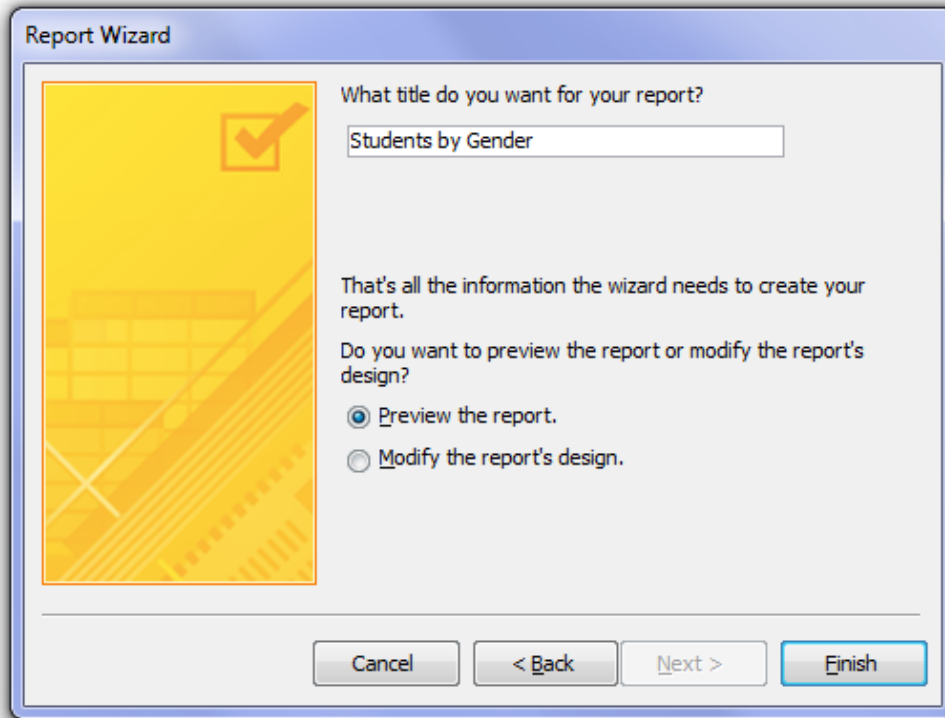 Report Wizard
What title do you want for your report?
Students by Gender
That's all the information the wizard needs to create your
report.
Do you want to preview the report or modify the report's
design?
Preview the report.
Modify the report's design.
Cancel
< Back
Next >
Finish